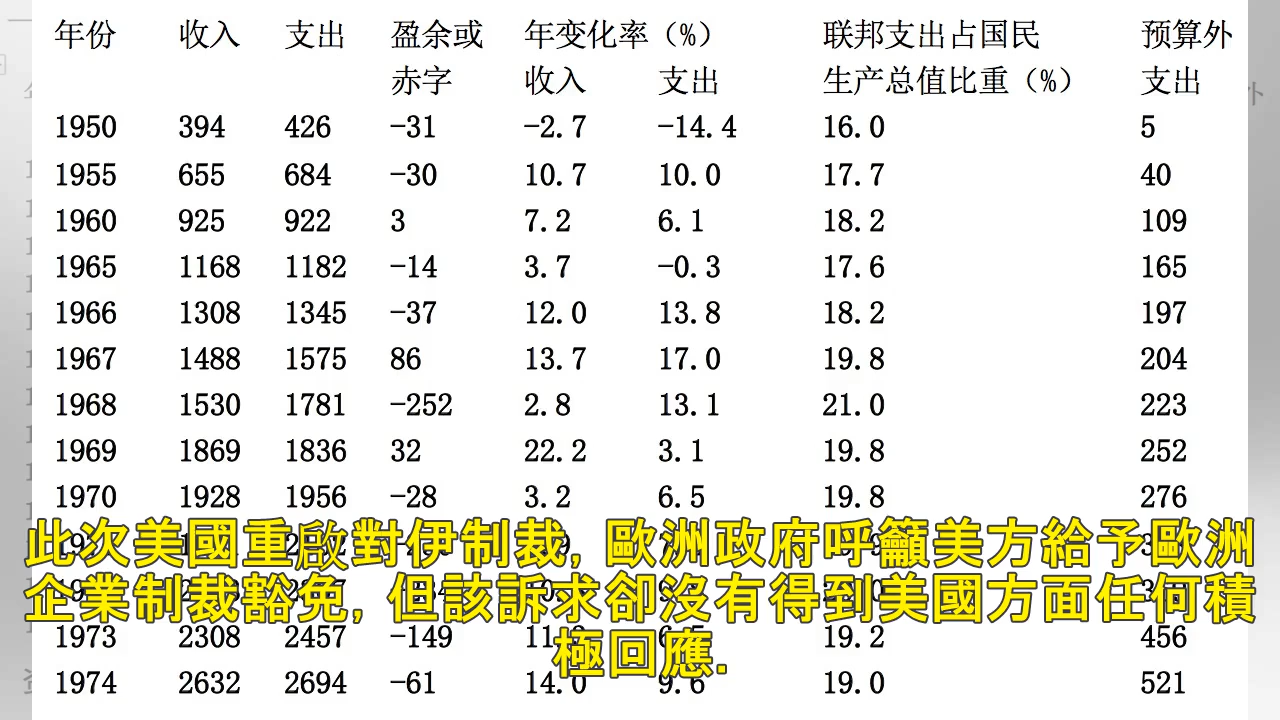 年份 收入 支出 盈余或 年变化率（%） 联邦支出占国民 预算外
赤字 收入 支出 生产总值比重（%） 支出
1950 394 426 -31 -2.7 -14.4 16.0 5
1955 655 684 -30 10.7 10.0 17.7 40
1960 925 922 3 7.2 6.1 18.2 109
1965 1168 1182 -14 3.7 -0.3 17.6 165
1966 1308 1345 -37 12.0 13.8 18.2 197
1967 1488 1575 86 13.7 17.0 19.8 204
1968 1530 1781 -252 2.8 13.1 21.0 223
1969 1869 1836 32 22.2 3.1 19.8 252
1970 1928 1956 -28 3.2 6.5 19.8 276
此次美國重啟對伊制裁, 歐洲政府呼籲美方給予歐洲
企業制裁豁免, 但該訴求卻沒有得到美國方面任何積
極回應.
1973 2308 2457 -149 19.2 456
1974 2632 2694 -61 14.0 9.6 19.0 521